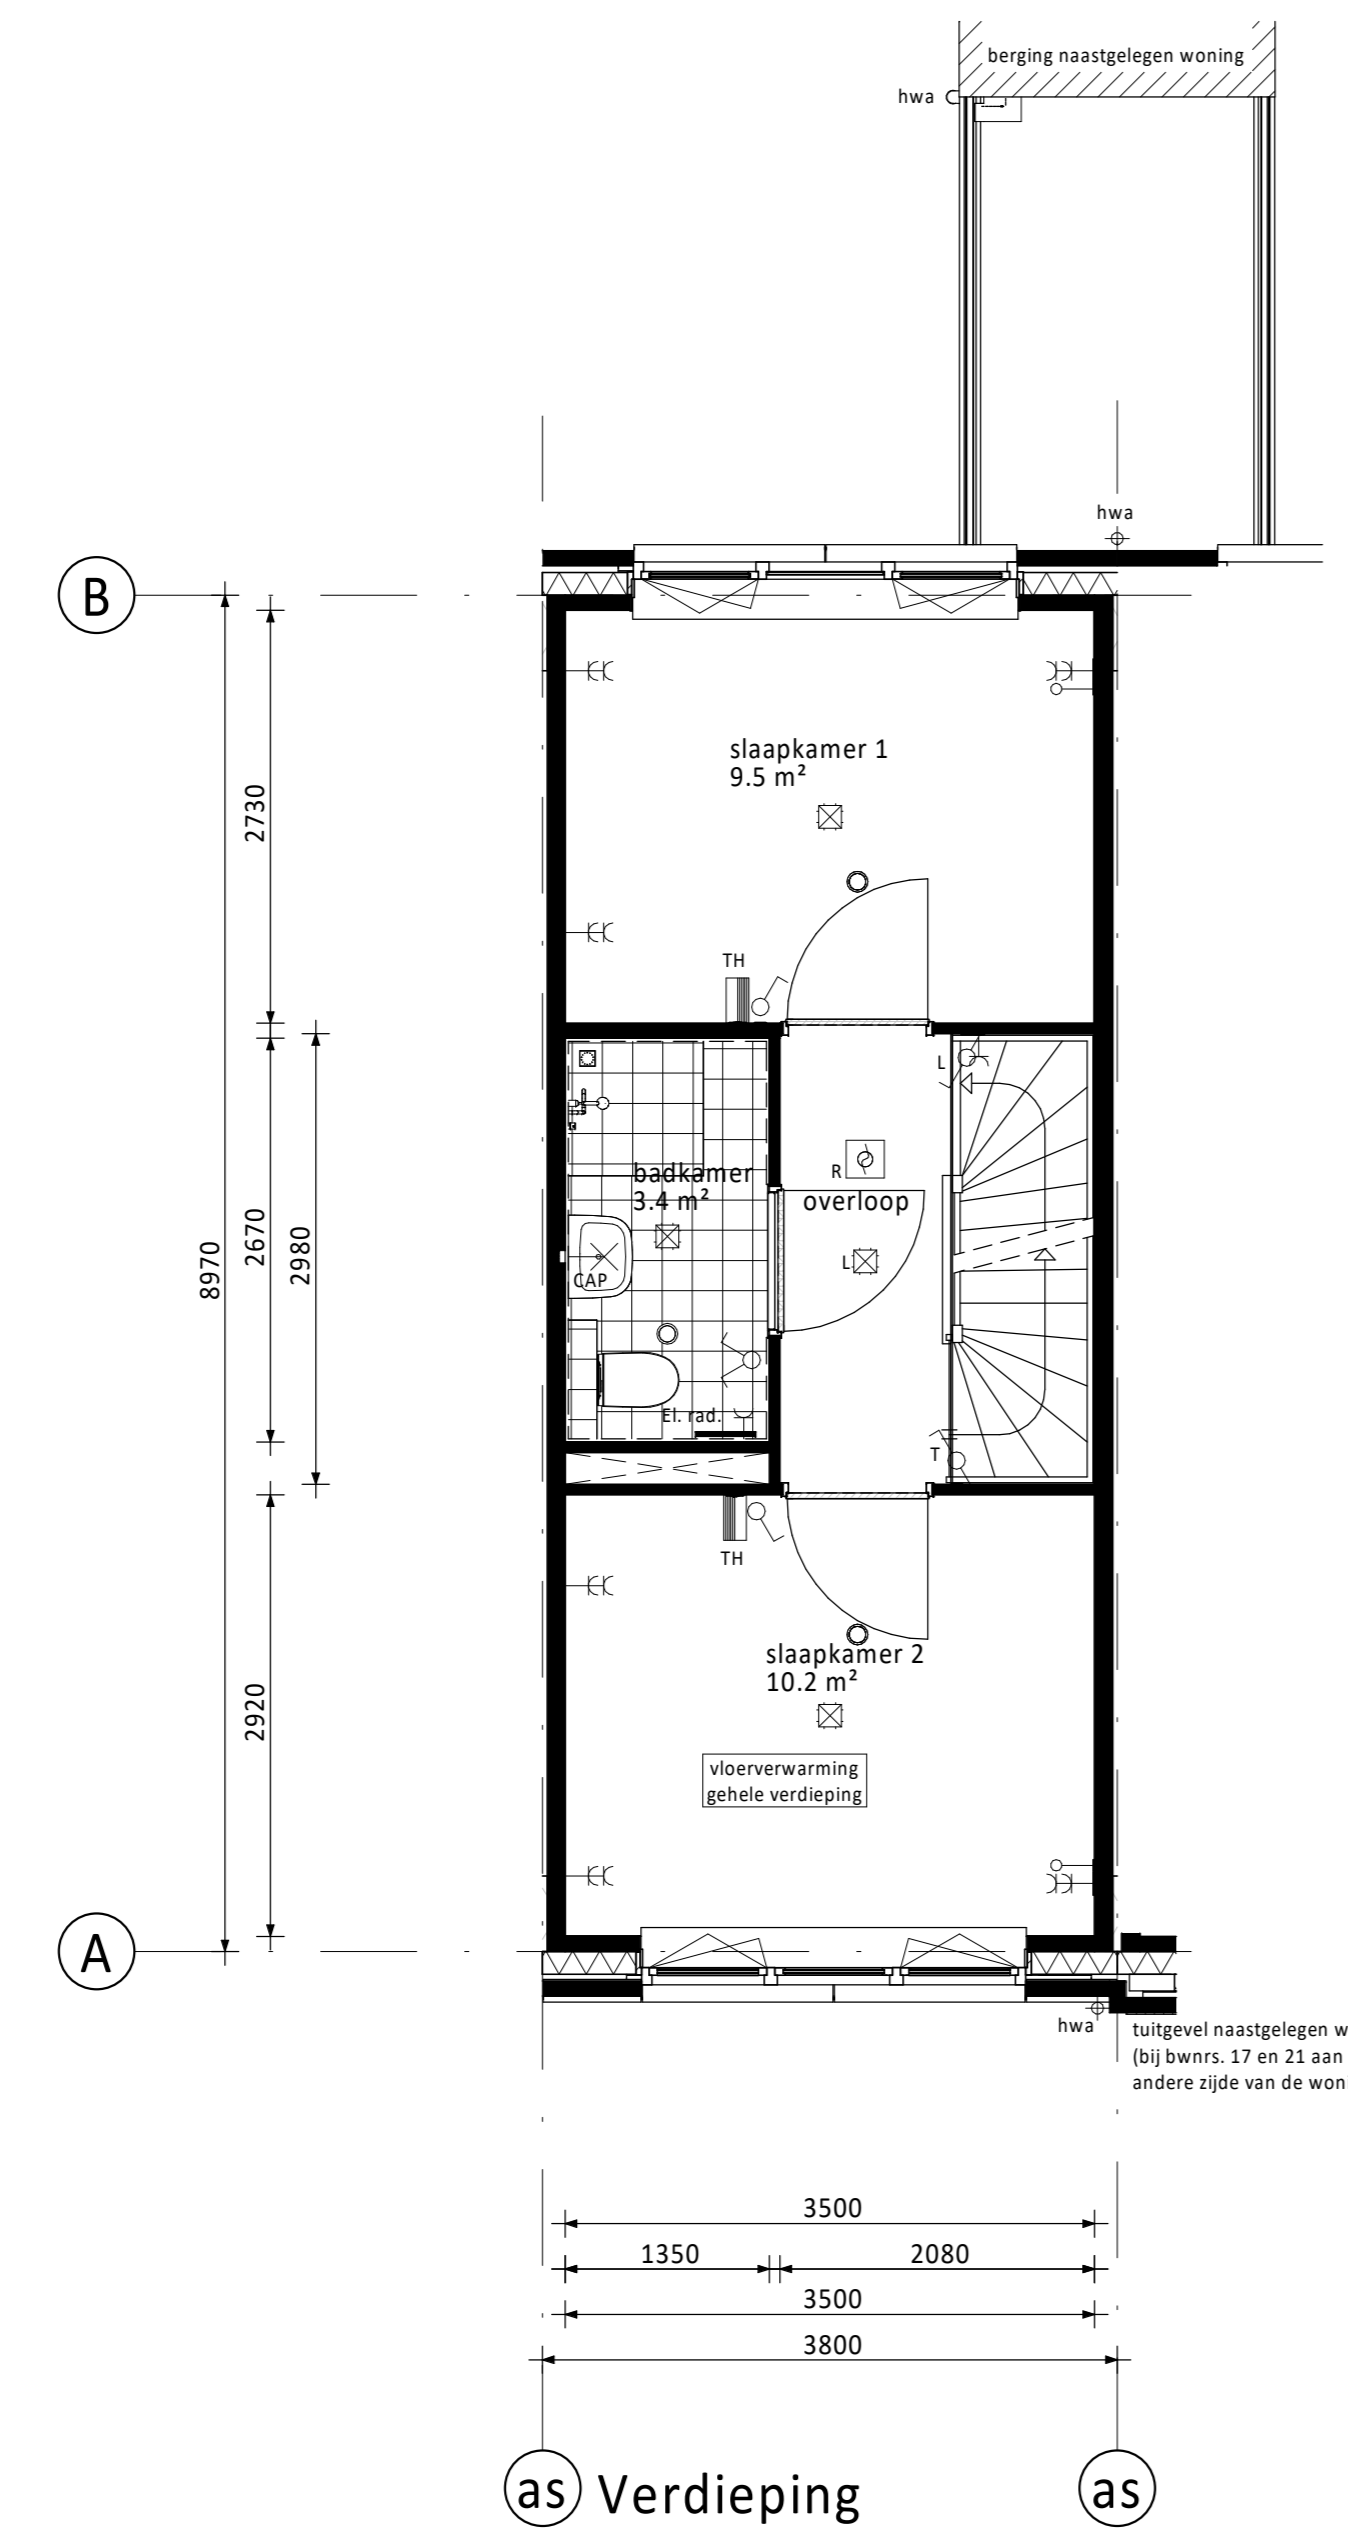 berging naastgelegen woning
hwa
hwa
B
slaapkamer 1
9.5 m²
2730
TH
L
badkamer
3.4 m²
R
overloop
L
CAP
8970
2670
2980
El. rad.
T
TH
slaapkamer 2
10.2 m²
2920
vloerverwarming
gehele verdieping
A
hwa
tuitgevel naastgelegen w
(bij bwnrs. 17 en 21 aan
andere zijde van de won
3500
1350
2080
3500
3800
as
Verdieping
as